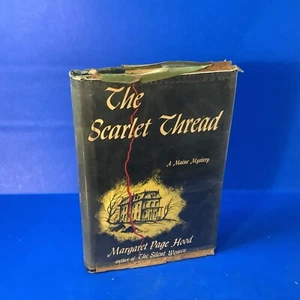 The
Scarlet Thread
A Maine Mystery
Margaret Page Hood
author of The Silent Women